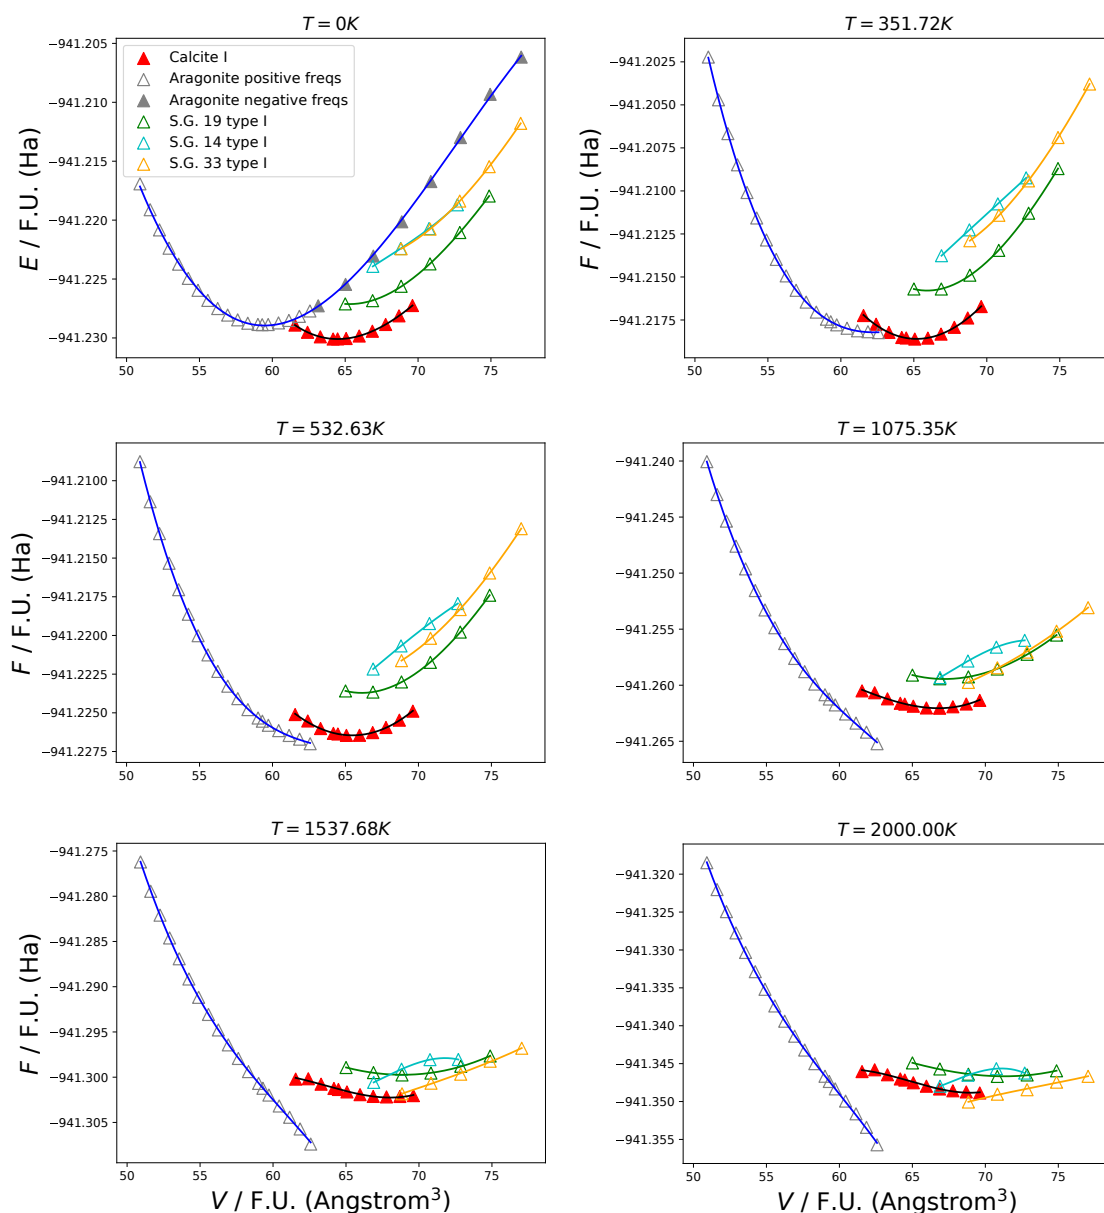 T = 0K
−941.205
−941.210
−941.215
−941.220
−941.225
−941.230
E / F.U. (Ha)
Calcite I
Aragonite positive freqs
Aragonite negative freqs
S.G. 19 type I
S.G. 14 type I
S.G. 33 type I
50 55 60 65 70 75
T = 351.72K
−941.2025
−941.2050
−941.2075
−941.2100
−941.2125
−941.2150
−941.2175
F / F.U. (Ha)
50 55 60 65 70 75
T = 532.63K
−941.2100
−941.2125
−941.2150
−941.2175
−941.2200
−941.2225
−941.2250
−941.2275
F / F.U. (Ha)
50 55 60 65 70 75
T = 1075.35K
−941.240
−941.245
−941.250
−941.255
−941.260
−941.265
50 55 60 65 70 75
T = 1537.68K
−941.275
−941.280
−941.285
−941.290
−941.295
−941.300
−941.305
F / F.U. (Ha)
50 55 60 65 70 75
V / F.U. (Angstrom³)
T = 2000.00K
−941.320
−941.325
−941.330
−941.335
−941.340
−941.345
−941.350
−941.355
50 55 60 65 70 75
V / F.U. (Angstrom³)